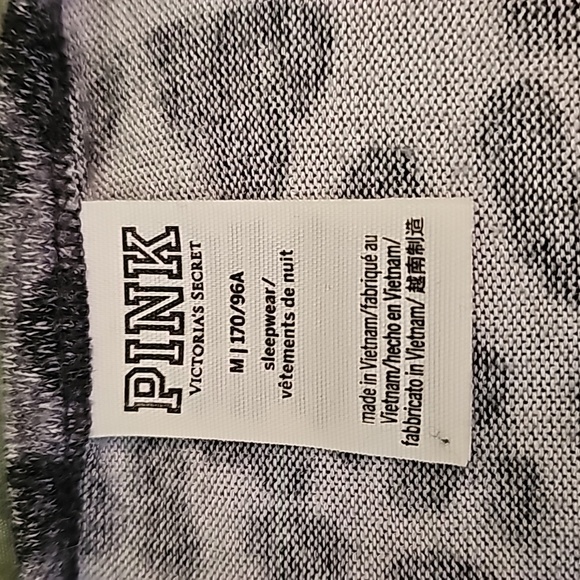 PINK
VICTORIA'S SECRET
M | 170/96A
sleepwear/
vêtements de nuit
made in Vietnam/fabriqué au
Vietnam/hecho en Vietnam/
fabbricato in Vietnam/ 越南制造